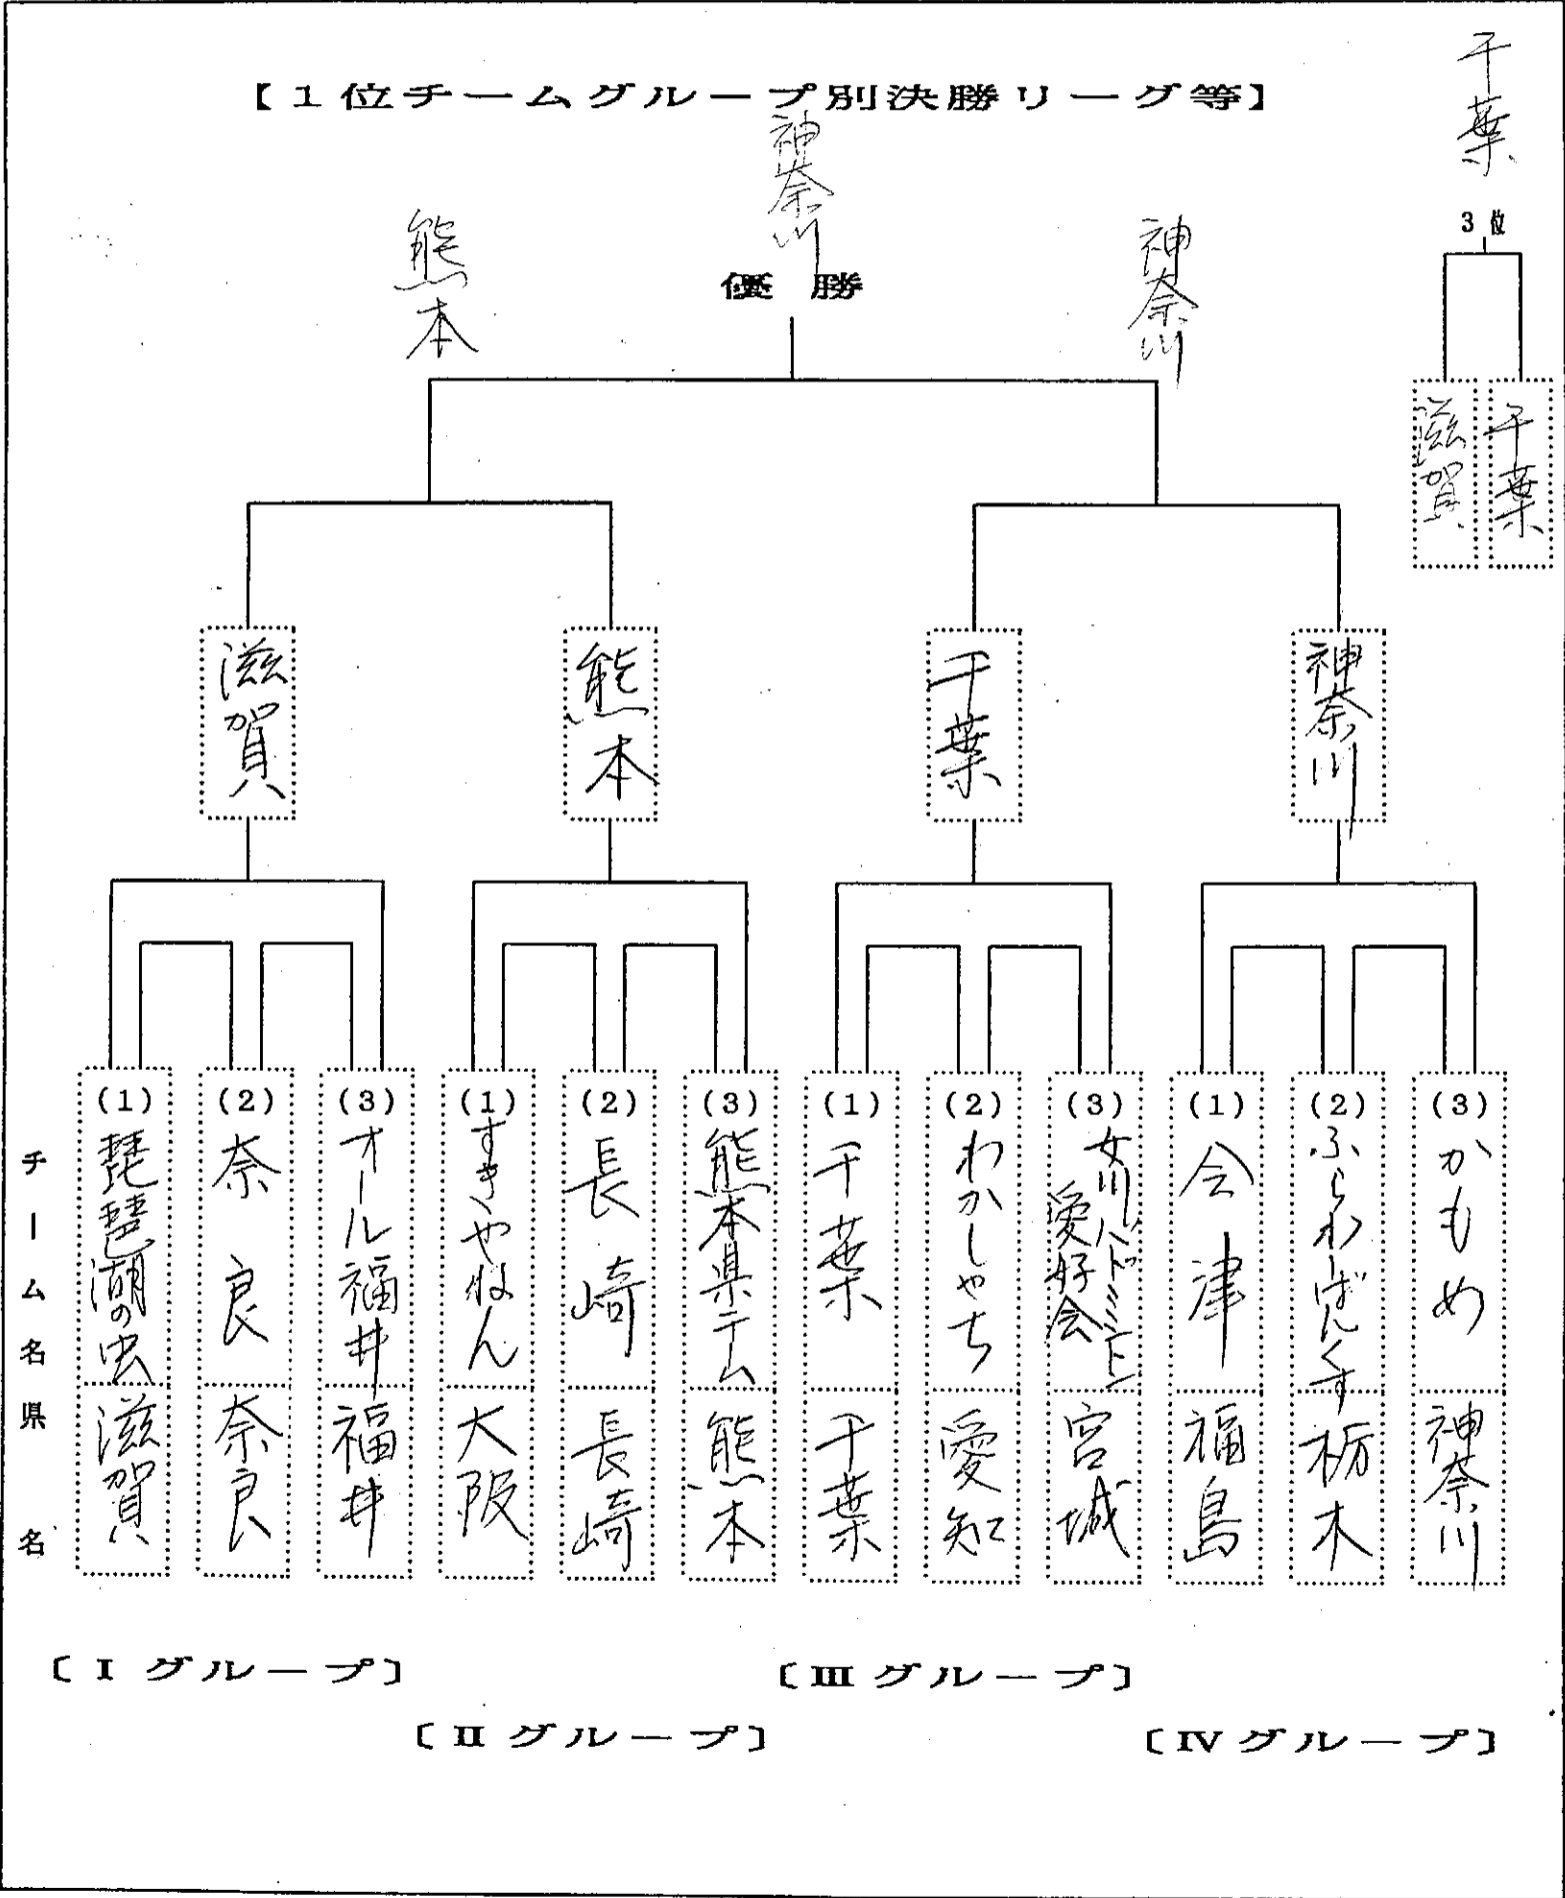 【1位チームグループ別決勝リーグ等】
千葉
神奈川
熊本
神奈川
3位
優 勝
滋賀
千葉
滋賀
熊本
千葉
神奈川
(1)
(2)
(3)
(1)
(2)
(3)
(1)
(2)
(3)
(1)
(2)
(3)
チーム名
琵琶湖の虫
奈良
オール福井
すきやねん
長崎
熊本県チーム
千葉
わかしゃち
女川バドミントン
愛好会
会津
ふらわーばんくす
かもめ
県名
滋賀
奈良
福井
大阪
長崎
熊本
千葉
愛知
宮城
福島
栃木
神奈川
〔Ⅰグループ〕
〔Ⅲグループ〕
〔Ⅱグループ〕
〔Ⅳグループ〕